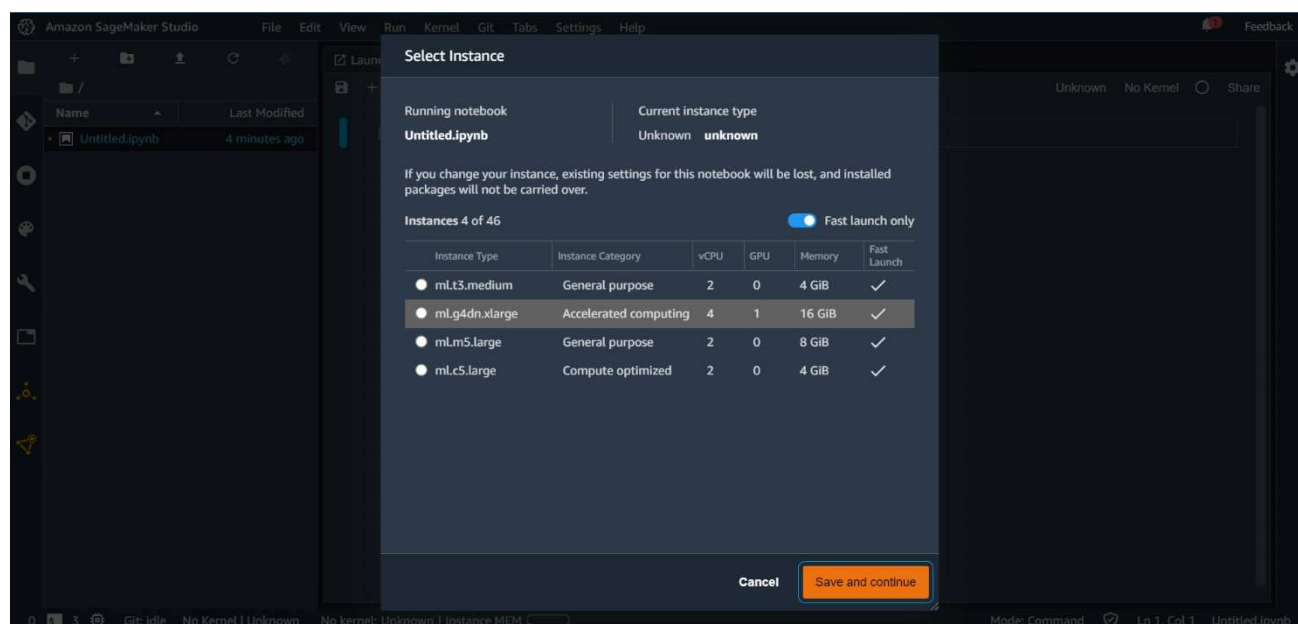 Amazon SageMaker Studio File Edit View Run Kernel Git Tabs Settings Help Feedback
Select Instance
/
Name Last Modified
Untitled.ipynb 4 minutes ago
Unknown No Kernel Share
Running notebook Current instance type
Untitled.ipynb Unknown unknown
If you change your instance, existing settings for this notebook will be lost, and installed
packages will not be carried over.
Instances 4 of 46 Fast launch only
Instance Type Instance Category vCPU GPU Memory Fast Launch
ml.t3.medium General purpose 2 0 4 GiB
ml.g4dn.xlarge Accelerated computing 4 1 16 GiB
ml.m5.large General purpose 2 0 8 GiB
ml.c5.large Compute optimized 2 0 4 GiB
Cancel Save and continue
0 3 Git: idle No Kernel | Unknown No kernel: Unknown | Instance MEM Mode: Command Ln 1, Col 1 Untitled.ipynb